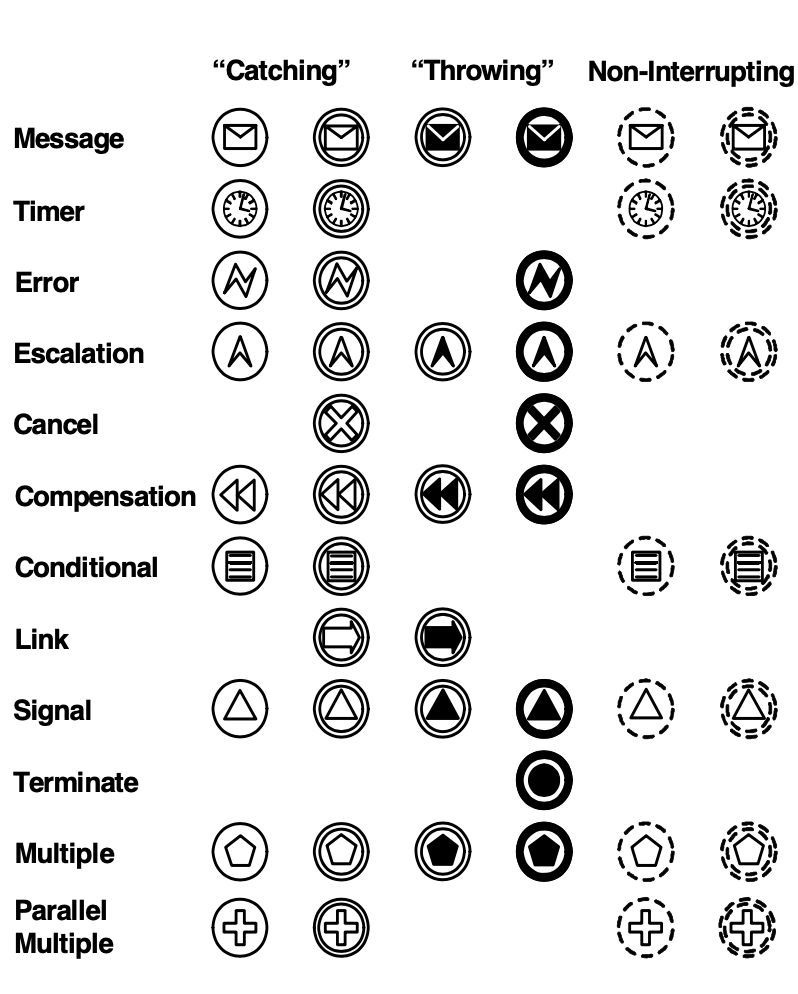 “Catching” “Throwing” Non-Interrupting
Message
Timer
Error
Escalation
Cancel
Compensation
Conditional
Link
Signal
Terminate
Multiple
Parallel
Multiple